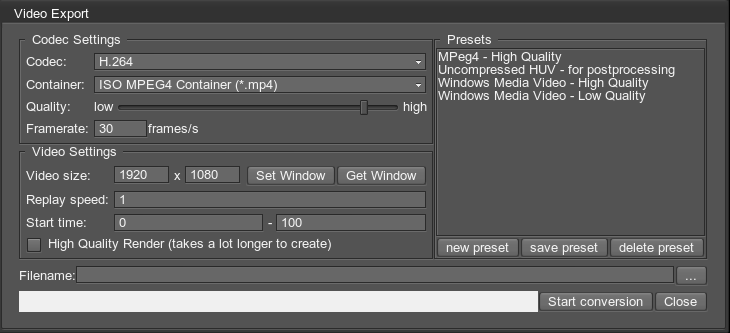 Video Export
Codec Settings
Codec: H.264
Container: ISO MPEG4 Container (*.mp4)
Quality: low high
Framerate: 30 frames/s
Video Settings
Video size: 1920 x 1080 Set Window Get Window
Replay speed: 1
Start time: 0 - 100
High Quality Render (takes a lot longer to create)
Presets
MPeg4 - High Quality
Uncompressed HUV - for postprocessing
Windows Media Video - High Quality
Windows Media Video - Low Quality
new preset save preset delete preset
Filename: ...
Start conversion Close